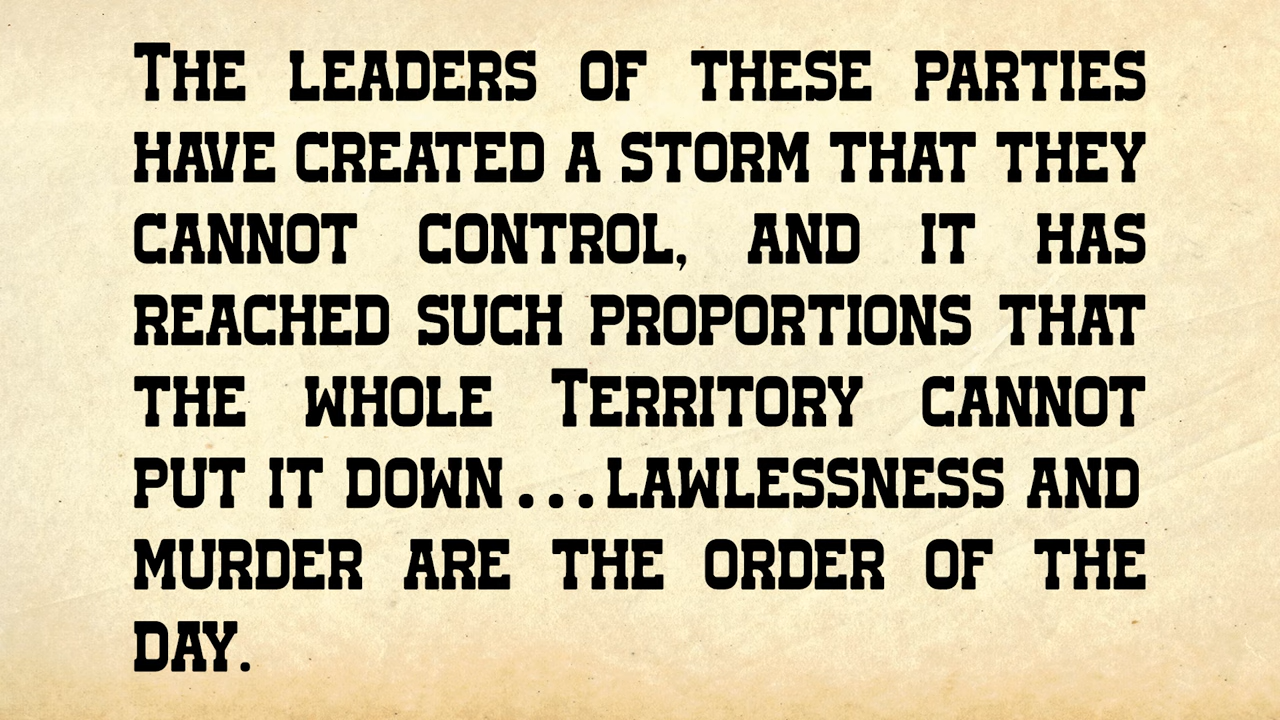 The leaders of these parties
have created a storm that they
cannot control, and it has
reached such proportions that
the whole Territory cannot
put it down...lawlessness and
murder are the order of the
day.